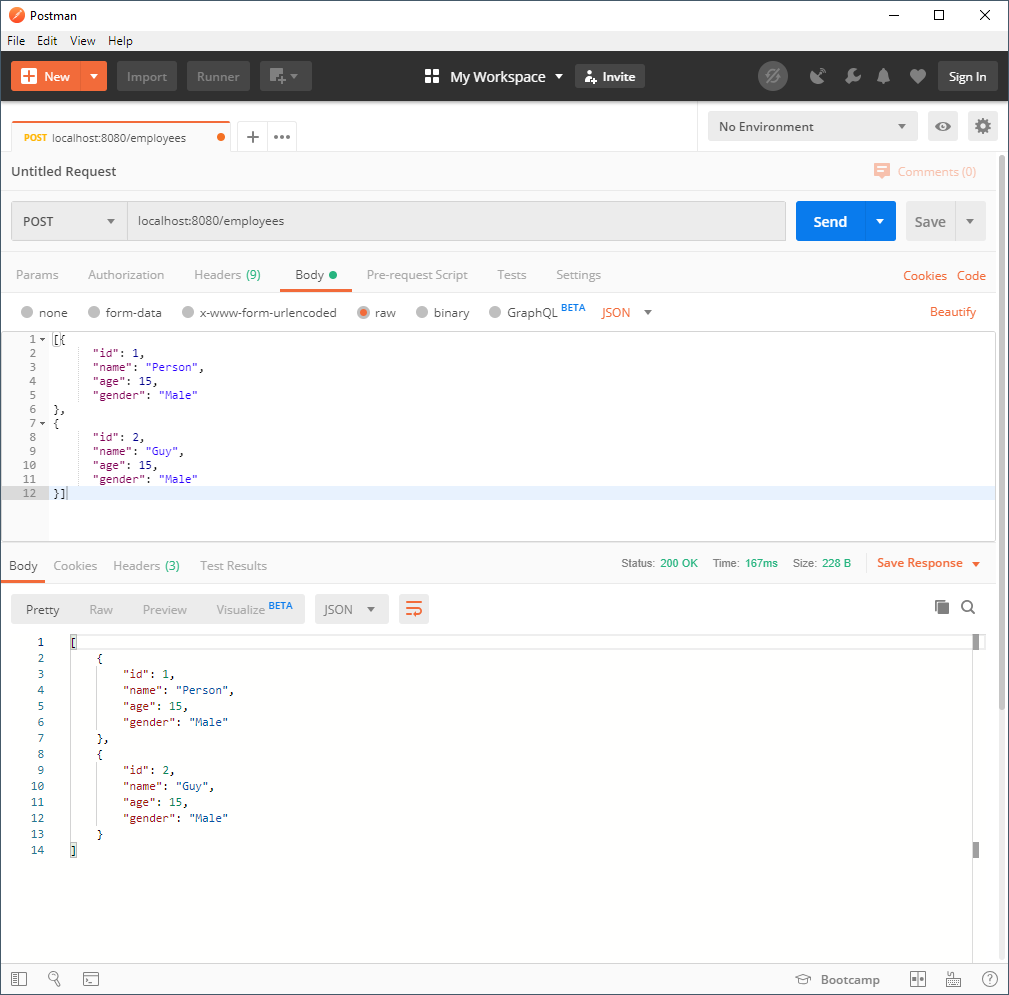 Postman
File Edit View Help
New Import Runner My Workspace Invite Sign In
POST localhost:8080/employees
No Environment
Untitled Request
Comments (0)
POST localhost:8080/employees Send Save
Params Authorization Headers (9) Body Pre-request Script Tests Settings Cookies Code
none form-data x-www-form-urlencoded raw binary GraphQL BETA JSON Beautify
1 [{
2 "id": 1,
3 "name": "Person",
4 "age": 15,
5 "gender": "Male"
6 },
7 {
8 "id": 2,
9 "name": "Guy",
10 "age": 15,
11 "gender": "Male"
12 }]
Body Cookies Headers (3) Test Results Status: 200 OK Time: 167ms Size: 228 B Save Response
Pretty Raw Preview Visualize BETA JSON
1 [
2 {
3 "id": 1,
4 "name": "Person",
5 "age": 15,
6 "gender": "Male"
7 },
8 {
9 "id": 2,
10 "name": "Guy",
11 "age": 15,
12 "gender": "Male"
13 }
14 ]
Bootcamp